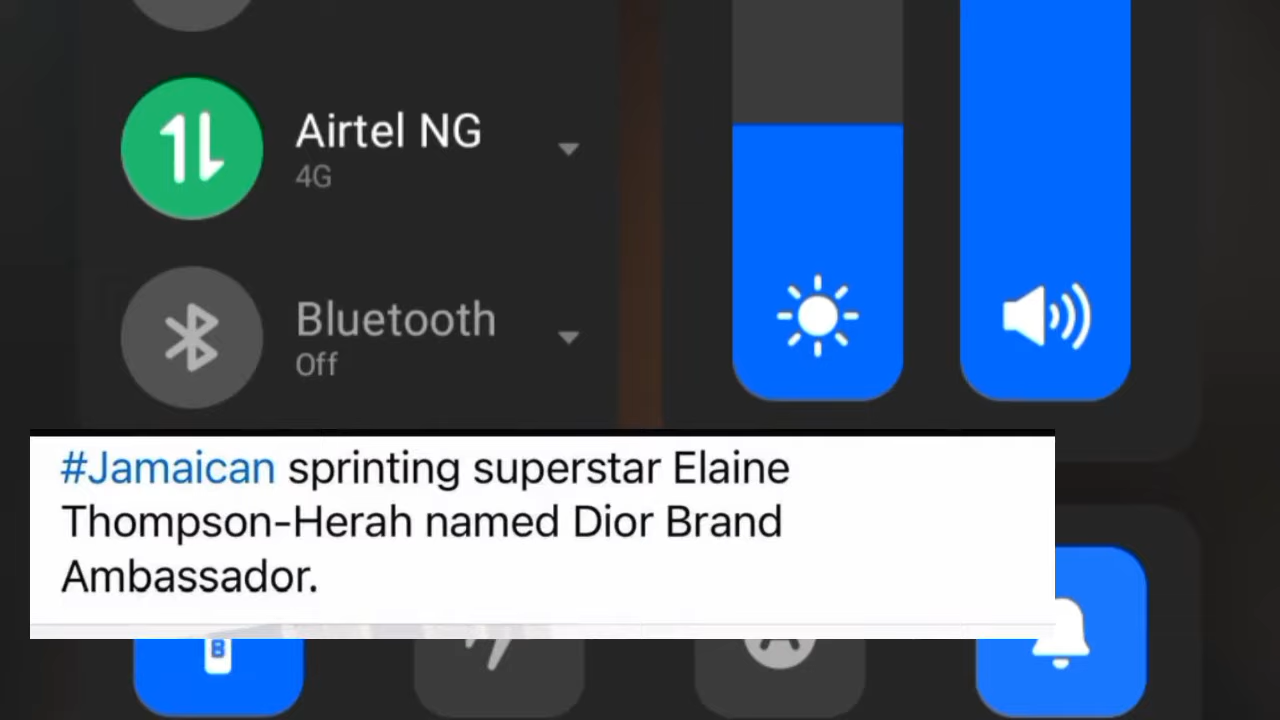 Airtel NG
4G
Bluetooth
Off
#Jamaican sprinting superstar Elaine
Thompson-Herah named Dior Brand
Ambassador.